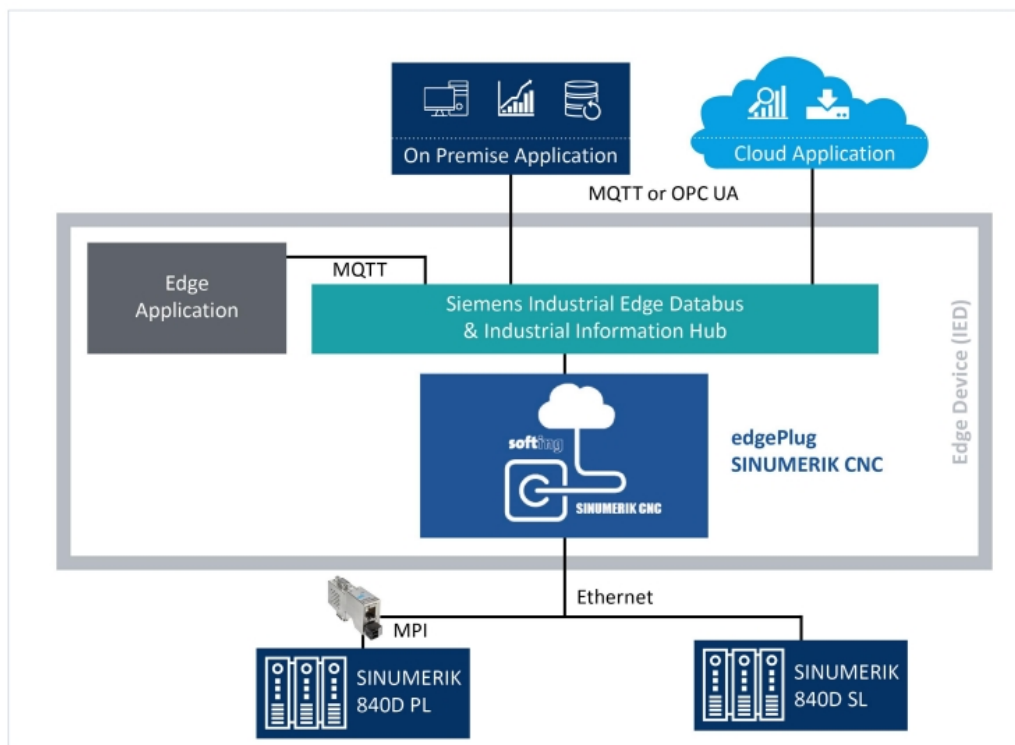 On Premise Application
Cloud Application
MQTT or OPC UA
Edge
Application
MQTT
Siemens Industrial Edge Databus
& Industrial Information Hub
Edge Device (IED)
softing
SINUMERIK CNC
edgePlug
SINUMERIK CNC
Ethernet
MPI
SINUMERIK
840D PL
SINUMERIK
840D SL